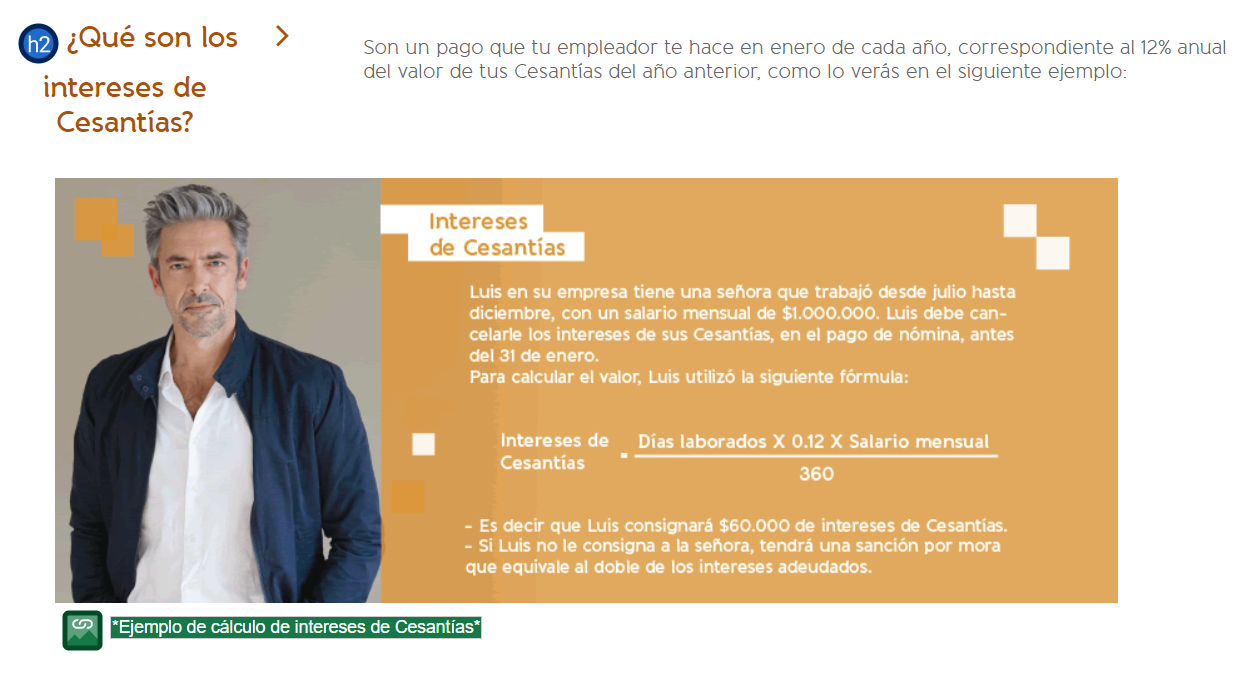 h2 ¿Qué son los
intereses de
Cesantías?
Son un pago que tu empleador te hace en enero de cada año, correspondiente al 12% anual
del valor de tus Cesantías del año anterior, como lo verás en el siguiente ejemplo:
Intereses
de Cesantías
Luis en su empresa tiene una señora que trabajó desde julio hasta
diciembre, con un salario mensual de $1.000.000. Luis debe can-
celarle los intereses de sus Cesantías, en el pago de nómina, antes
del 31 de enero.
Para calcular el valor, Luis utilizó la siguiente fórmula:
Intereses de
Cesantías
Días laborados X 0.12 X Salario mensual
360
- Es decir que Luis consignará $60.000 de intereses de Cesantías.
- Si Luis no le consigna a la señora, tendrá una sanción por mora
que equivale al doble de los intereses adeudados.
*Ejemplo de cálculo de intereses de Cesantías*